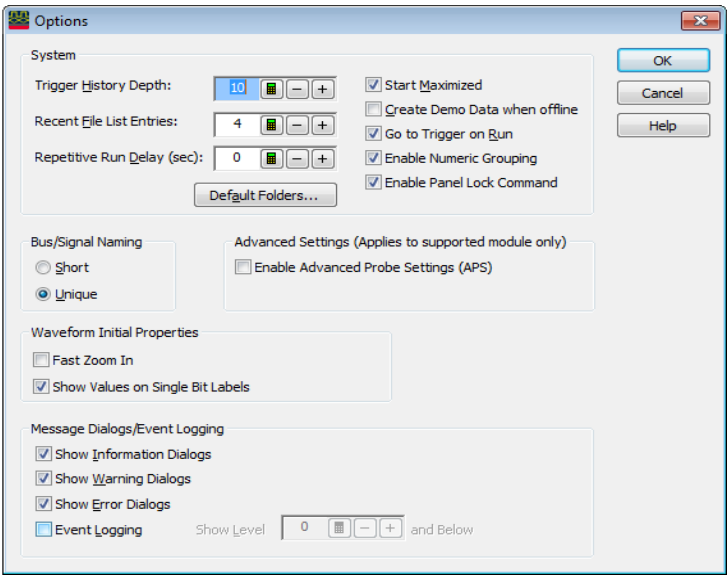 Options
System
Trigger History Depth: 10
Recent File List Entries: 4
Repetitive Run Delay (sec): 0
Default Folders...
Start Maximized
Create Demo Data when offline
Go to Trigger on Run
Enable Numeric Grouping
Enable Panel Lock Command
OK
Cancel
Help
Bus/Signal Naming
Short
Unique
Advanced Settings (Applies to supported module only)
Enable Advanced Probe Settings (APS)
Waveform Initial Properties
Fast Zoom In
Show Values on Single Bit Labels
Message Dialogs/Event Logging
Show Information Dialogs
Show Warning Dialogs
Show Error Dialogs
Event Logging Show Level 0 and Below